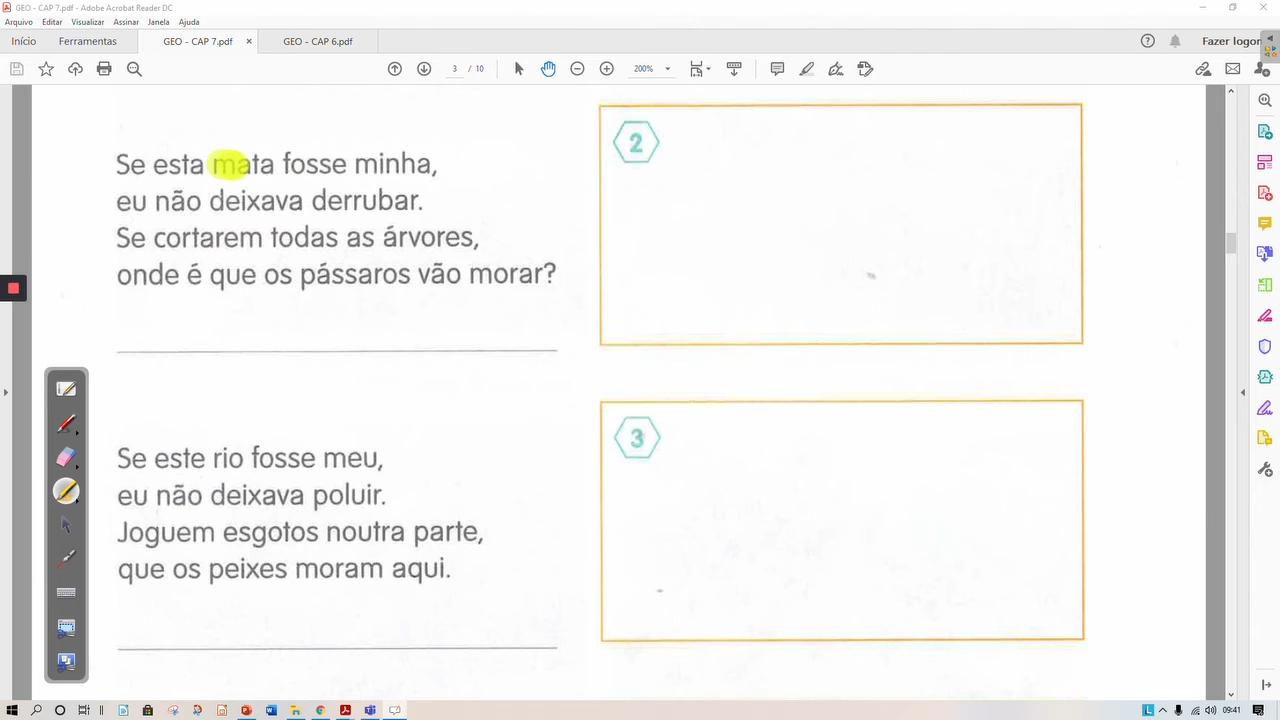 GEO - CAP 7.pdf - Adobe Acrobat Reader DC
Arquivo Editar Visualizar Assinar Janela Ajuda
Início Ferramentas GEO - CAP 7.pdf × GEO - CAP 6.pdf Fazer logon
3 / 10 200%
Se esta mata fosse minha,
eu não deixava derrubar.
Se cortarem todas as árvores,
onde é que os pássaros vão morar?
2
Se este rio fosse meu,
eu não deixava poluir.
Joguem esgotos noutra parte,
que os peixes moram aqui.
3
09:41